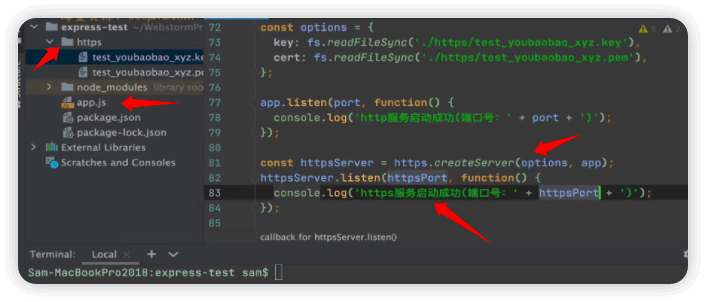 express-test ~/WebstormPr
https
test_youbaobao_xyz.ke
test_youbaobao_xyz.pem
node_modules library roo
app.js
package.json
package-lock.json
External Libraries
Scratches and Consoles
72 const options = {
73 key: fs.readFileSync('./https/test_youbaobao_xyz.key'),
74 cert: fs.readFileSync('./https/test_youbaobao_xyz.pem'),
75 };
76
77 app.listen(port, function() {
78 console.log('http服务启动成功(端口号：' + port + ')');
79 });
80
81 const httpsServer = https.createServer(options, app);
82 httpsServer.listen(httpsPort, function() {
83 console.log('https服务启动成功(端口号：' + httpsPort + ')');
84 });
85
callback for httpsServer.listen()
Terminal: Local × + ∨
Sam-MacBookPro2018:express-test sam$